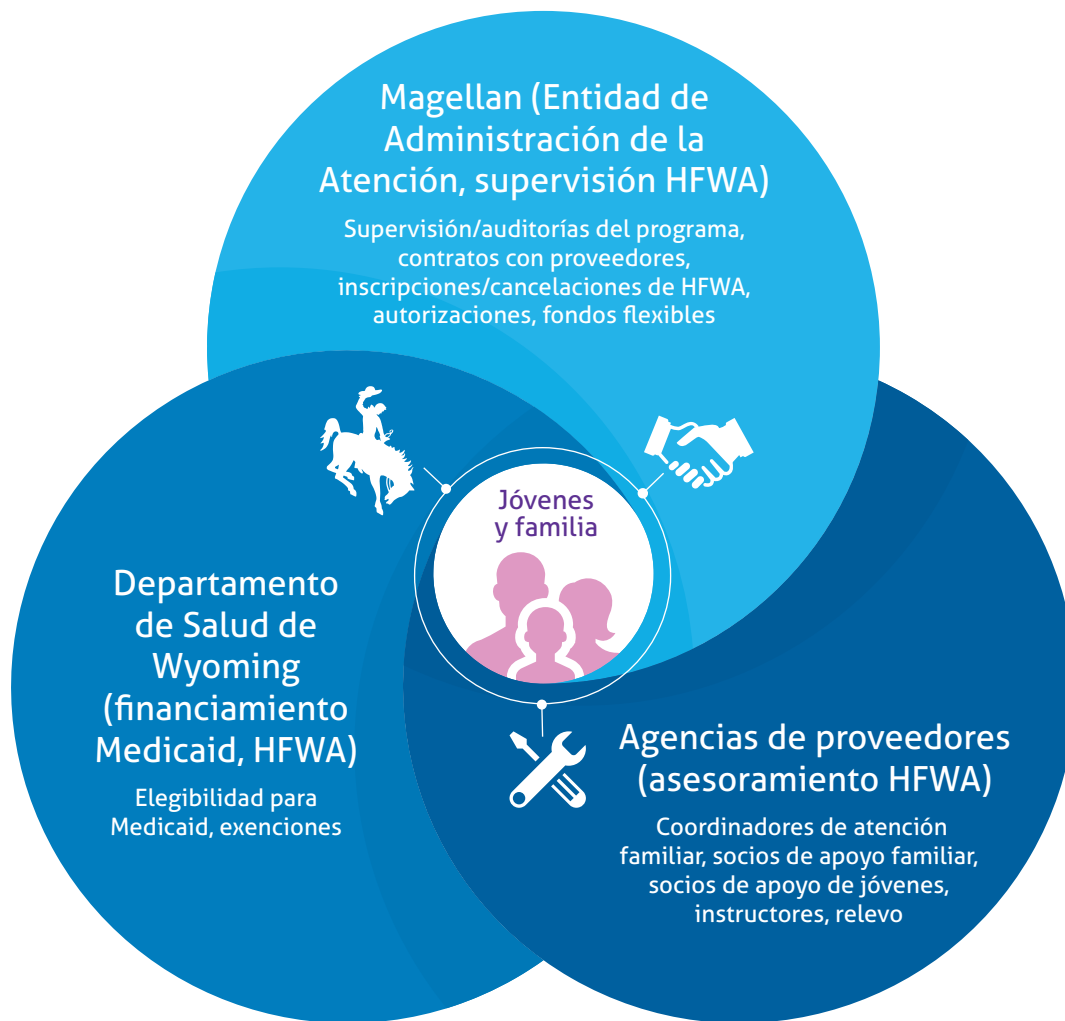 Magellan (Entidad de
Administración de la
Atención, supervisión HFWA)
Supervisión/auditorías del programa,
contratos con proveedores,
inscripciones/cancelaciones de HFWA,
autorizaciones, fondos flexibles
Jóvenes
y familia
Departamento
de Salud de
Wyoming
(financiamiento
Medicaid, HFWA)
Elegibilidad para
Medicaid, exenciones
Agencias de proveedores
(asesoramiento HFWA)
Coordinadores de atención
familiar, socios de apoyo familiar,
socios de apoyo de jóvenes,
instructores, relevo